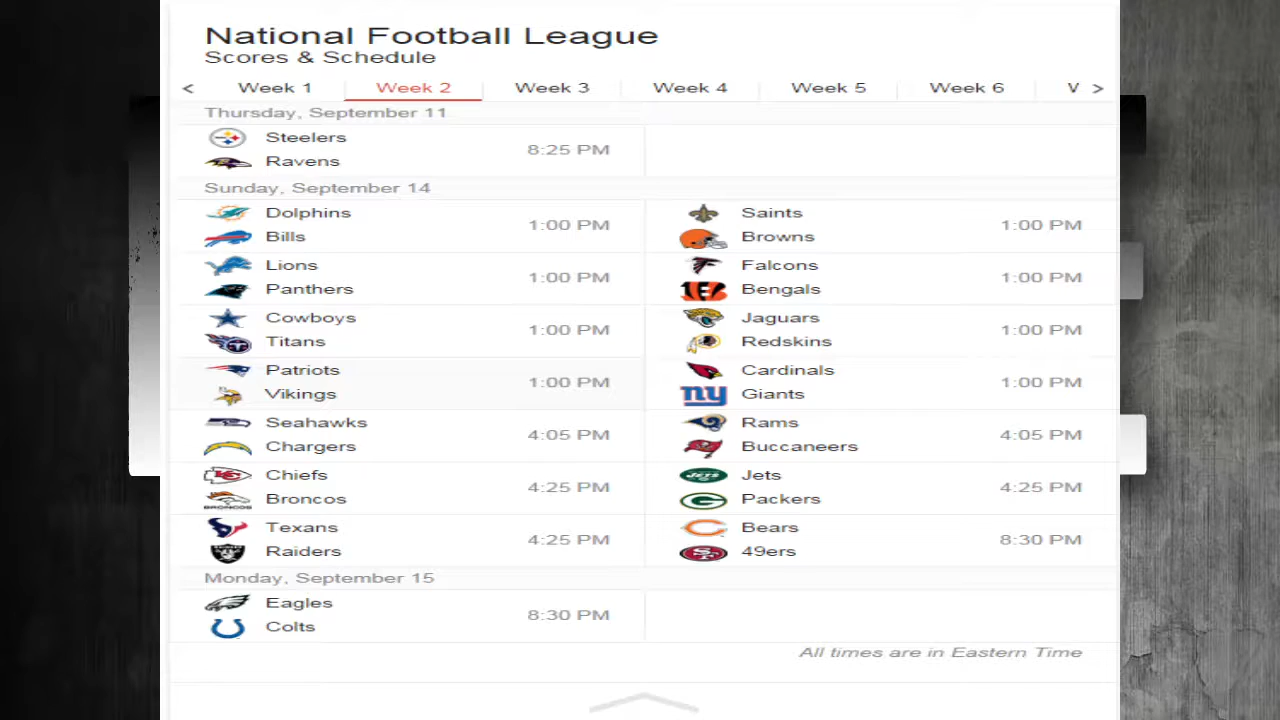 National Football League
Scores & Schedule
< Week 1 Week 2 Week 3 Week 4 Week 5 Week 6 >
Thursday, September 11
Steelers
8:25 PM
Ravens
Sunday, September 14
Dolphins
1:00 PM
Bills
Saints
1:00 PM
Browns
Lions
1:00 PM
Panthers
Falcons
1:00 PM
Bengals
Cowboys
1:00 PM
Titans
Jaguars
1:00 PM
Redskins
Patriots
1:00 PM
Vikings
Cardinals
1:00 PM
ny
Giants
Seahawks
4:05 PM
Chargers
Rams
4:05 PM
Buccaneers
Chiefs
4:25 PM
BRONCOS
Broncos
JETS
Jets
4:25 PM
Packers
Texans
4:25 PM
Raiders
Bears
8:30 PM
49ers
Monday, September 15
Eagles
8:30 PM
Colts
All times are in Eastern Time